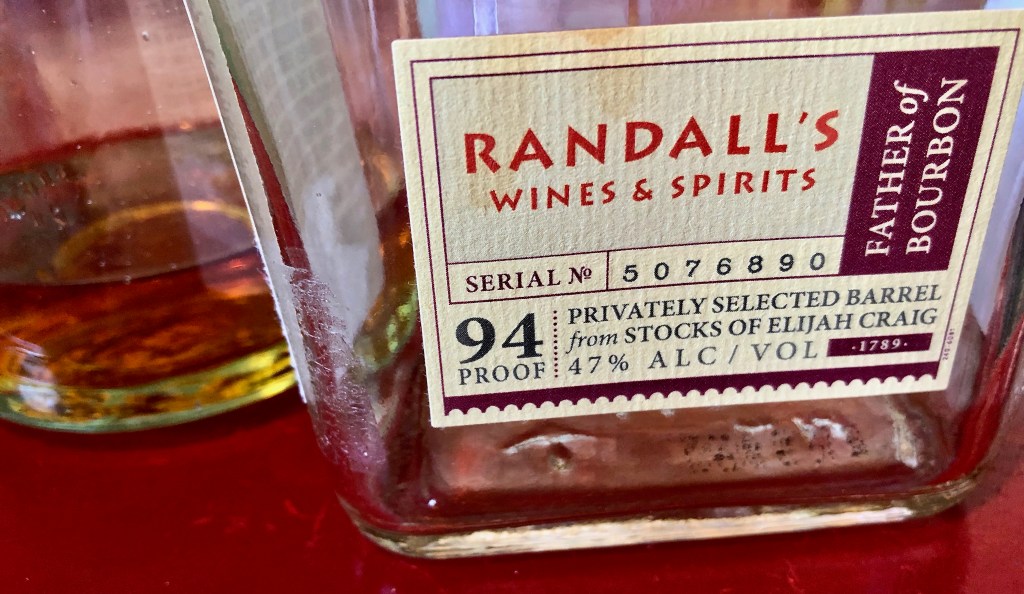 RANDALL'S
WINES & SPIRITS
FATHER of
BOURBON
SERIAL Nº 5076890
94
PROOF
PRIVATELY SELECTED BARREL
from STOCKS OF ELIJAH CRAIG
47% ALC / VOL ·1789·